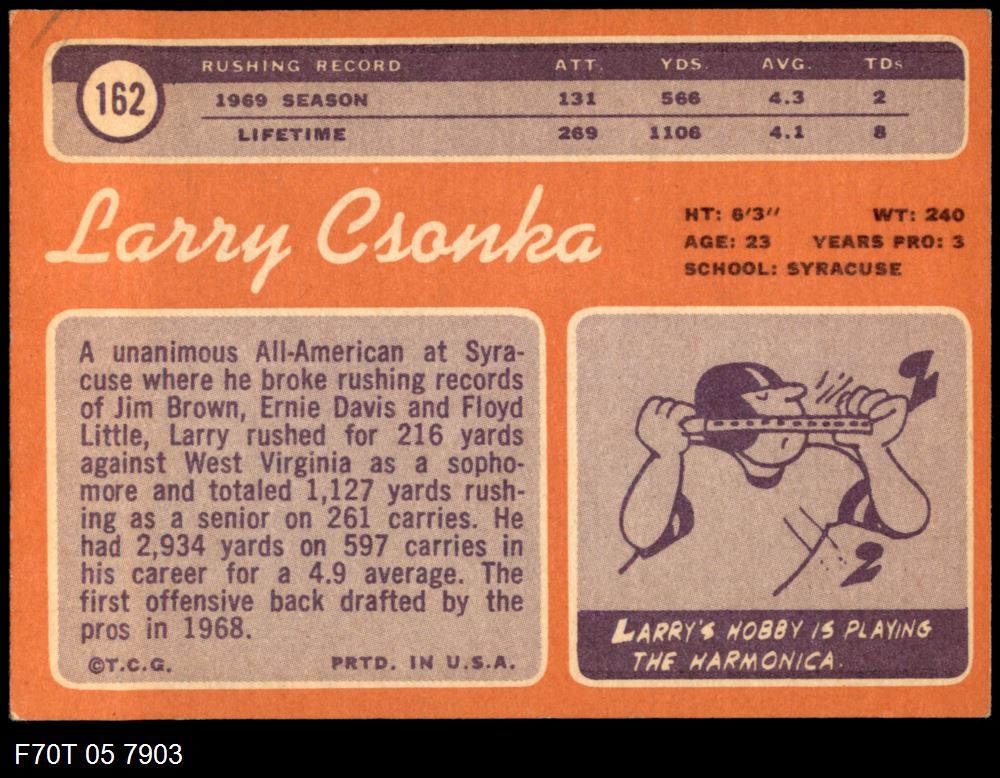 162
RUSHING RECORD ATT. YDS. AVG. TDs
1969 SEASON 131 566 4.3 2
LIFETIME 269 1106 4.1 8
Larry Csonka
HT: 6'3" WT: 240
AGE: 23 YEARS PRO: 3
SCHOOL: SYRACUSE
A unanimous All-American at Syra-
cuse where he broke rushing records
of Jim Brown, Ernie Davis and Floyd
Little, Larry rushed for 216 yards
against West Virginia as a sopho-
more and totaled 1,127 yards rush-
ing as a senior on 261 carries. He
had 2,934 yards on 597 carries in
his career for a 4.9 average. The
first offensive back drafted by the
pros in 1968.
©T.C.G. PRTD. IN U.S.A.
LARRY'S HOBBY IS PLAYING
THE HARMONICA.
F70T 05 7903